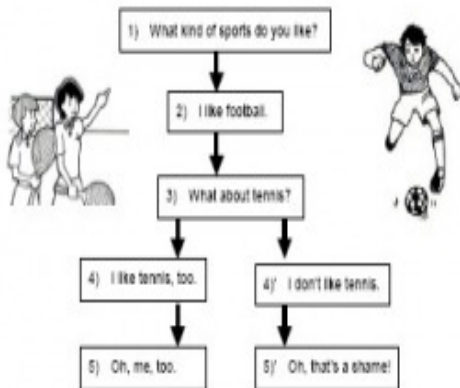 1) What kind of sports do you like?
2) I like football.
3) What about tennis?
4) I like tennis, too.
4)' I don't like tennis.
5) Oh, me, too.
5)' Oh, that's a shame!